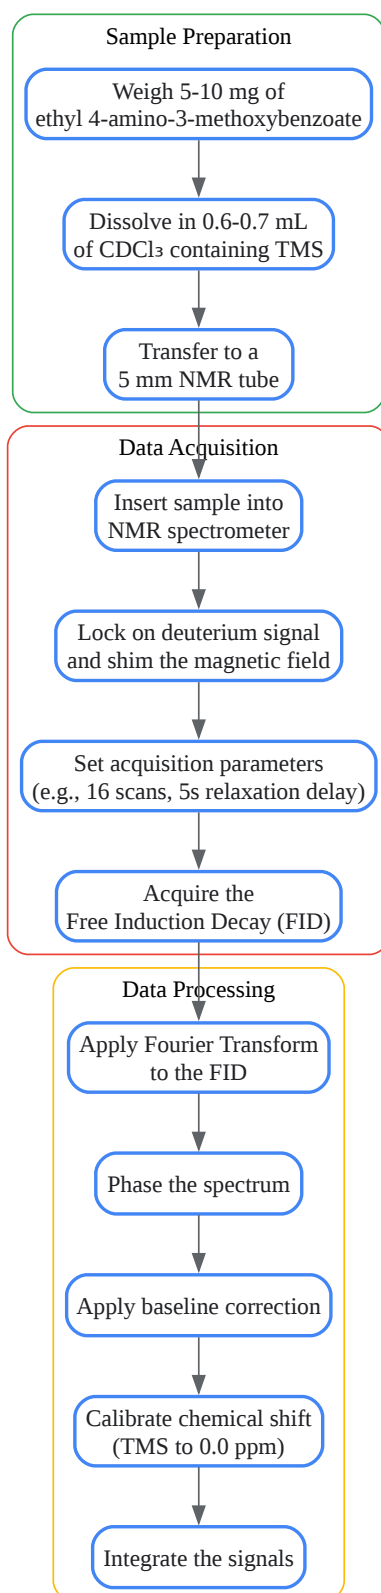 Sample Preparation
Weigh 5-10 mg of
ethyl 4-amino-3-methoxybenzoate
Dissolve in 0.6-0.7 mL
of CDCl₃ containing TMS
Transfer to a
5 mm NMR tube
Data Acquisition
Insert sample into
NMR spectrometer
Lock on deuterium signal
and shim the magnetic field
Set acquisition parameters
(e.g., 16 scans, 5s relaxation delay)
Acquire the
Free Induction Decay (FID)
Data Processing
Apply Fourier Transform
to the FID
Phase the spectrum
Apply baseline correction
Calibrate chemical shift
(TMS to 0.0 ppm)
Integrate the signals